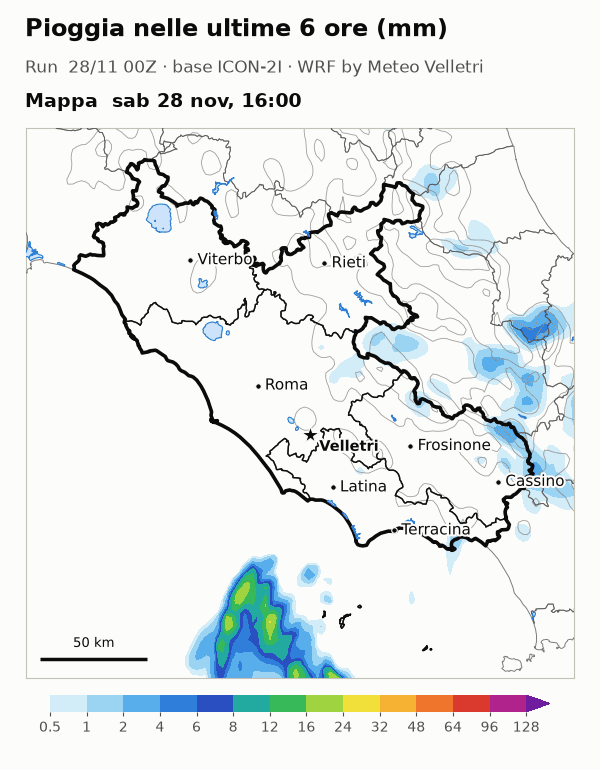 Pioggia nelle ultime 6 ore (mm)
Run  28/11 00Z · base ICON-2I · WRF by Meteo Velletri
Mappa  sab 28 nov, 16:00
Viterbo
Rieti
Roma
Velletri
Frosinone
Latina
Cassino
Terracina
50 km
0.5 1 2 4 6 8 12 16 24 32 48 64 96 128